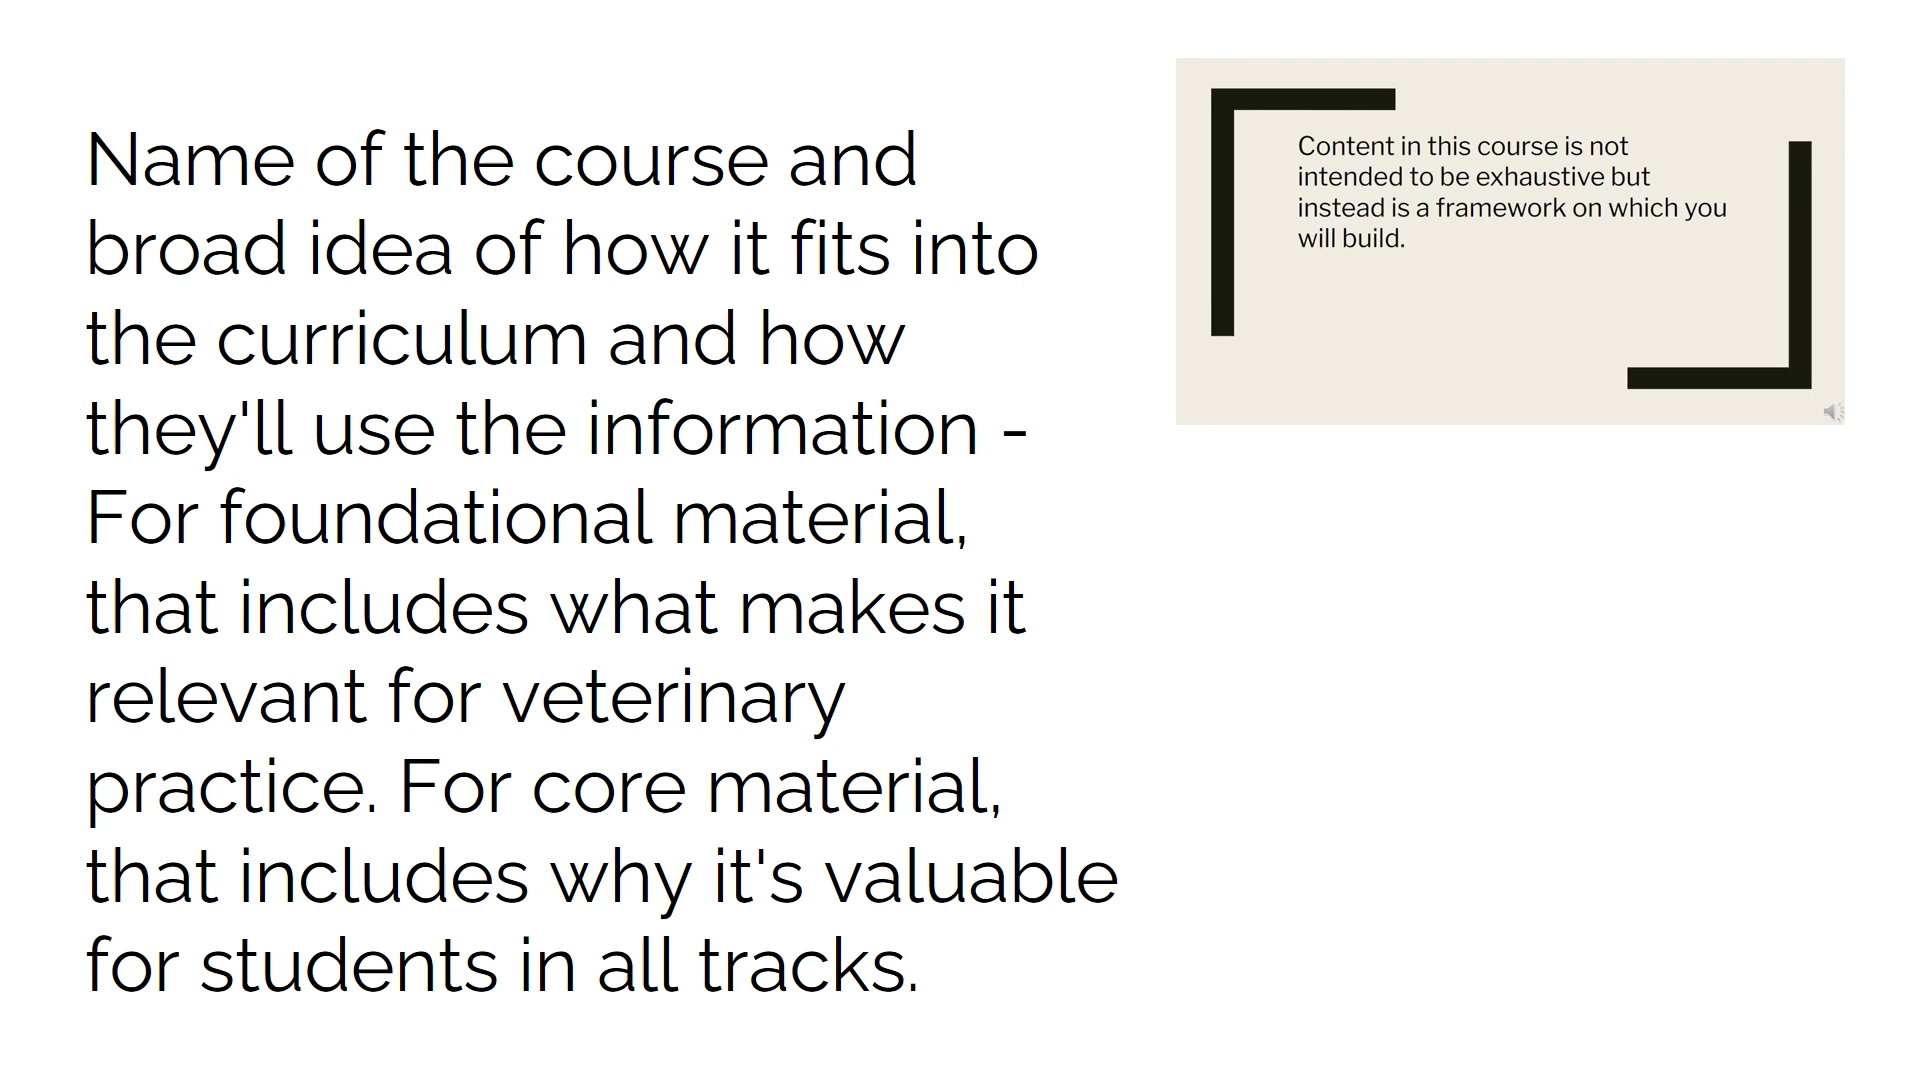 Name of the course and
broad idea of how it fits into
the curriculum and how
they'll use the information -
For foundational material,
that includes what makes it
relevant for veterinary
practice. For core material,
that includes why it's valuable
for students in all tracks.
Content in this course is not
intended to be exhaustive but
instead is a framework on which you
will build.